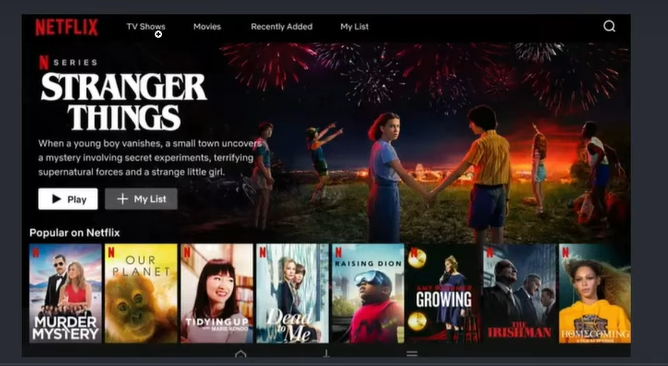 NETFLIX TV Shows Movies Recently Added My List
N SERIES
STRANGER
THINGS
When a young boy vanishes, a small town uncovers
a mystery involving secret experiments, terrifying
supernatural forces and a strange little girl.
Play + My List
Popular on Netflix
N MURDER
MYSTERY
N OUR
PLANET
N TIDYING UP
WITH MARIE KONDO
N Dead
to Me
N RAISING DION
N AMY SCHUMER
GROWING
N THE
IRISHMAN
N HOMECOMING